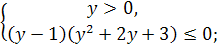 y > 0,
(y − 1)(y² + 2y + 3) ≤ 0;